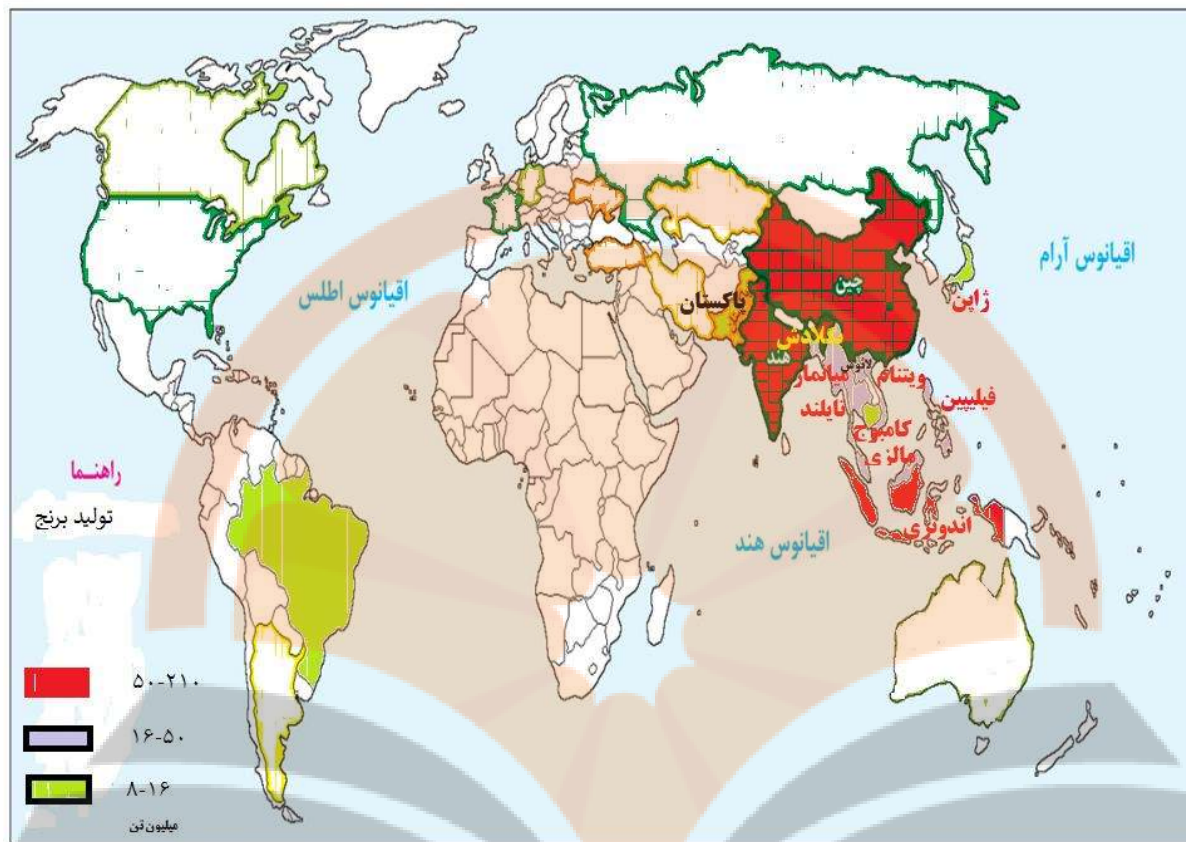 اقیانوس آرام
اقیانوس اطلس
چین
ژاپن
پاکستان
بنگلادش
هند
لائوس
میانمار
ویتنام
تایلند
فیلیپین
کامبوج
مالزی
اندونزی
اقیانوس هند
راهنما
تولید برنج
۵۰-۲۱۰
۱۶-۵۰
۸-۱۶
میلیون تن